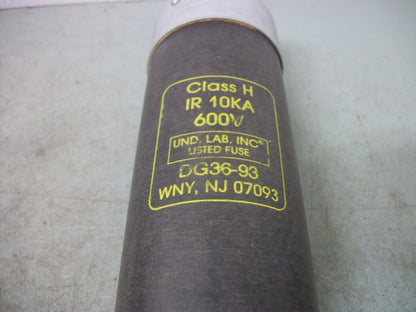 Class H
IR 10KA
600V
UND. LAB. INC®
LISTED FUSE
DG36-93
WNY, NJ 07093